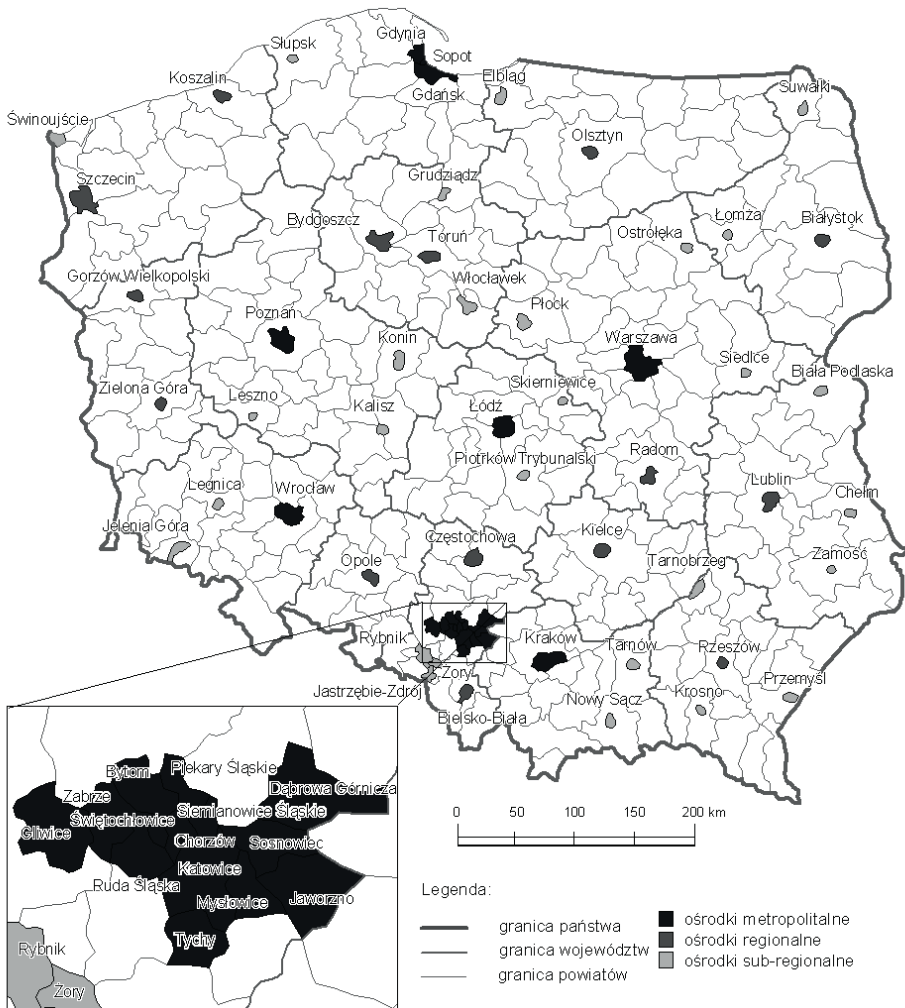 Gdynia
Słupsk
Sopot
Koszalin
Elbląg
Suwałki
Gdańsk
Świnoujście
Olsztyn
Szczecin
Grudziądz
Bydgoszcz
Toruń
Ostrołęka
Łomża
Białystok
Gorzów Wielkopolski
Włocławek
Płock
Poznań
Konin
Warszawa
Siedlce
Biała Podlaska
Skierniewice
Zielona Góra
Leszno
Kalisz
Łódź
Piotrków Trybunalski
Radom
Lublin
Chełm
Legnica
Wrocław
Jelenia Góra
Częstochowa
Kielce
Opole
Tarnobrzeg
Zamość
Rybnik
Kraków
Tarnów
Rzeszów
Żory
Przemyśl
Jastrzębie-Zdrój
Nowy Sącz
Krosno
Bielsko-Biała
Bytom
Piekary Śląskie
Dąbrowa Górnicza
Zabrze
Siemianowice Śląskie
Świętochłowice
Gliwice
Chorzów
Sosnowiec
Katowice
Ruda Śląska
Mysłowice
Jaworzno
Tychy
Rybnik
Żory
0 50 100 150 200 km
Legenda:
granica państwa
granica województw
granica powiatów
ośrodki metropolitalne
ośrodki regionalne
ośrodki sub-regionalne